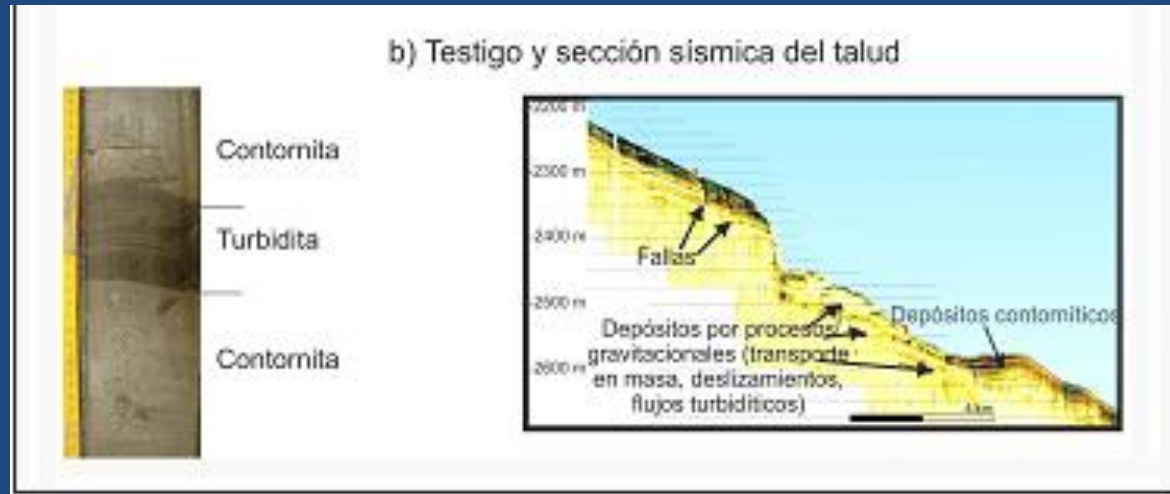 b) Testigo y sección sísmica del talud
Contornita
Turbidita
Contornita
-2200 m
-2300 m
-2400 m
-2500 m
-2600 m
Fallas
Depósitos por procesos
gravitacionales (transporte
en masa, deslizamientos,
flujos turbidíticos)
Depósitos contorníticos